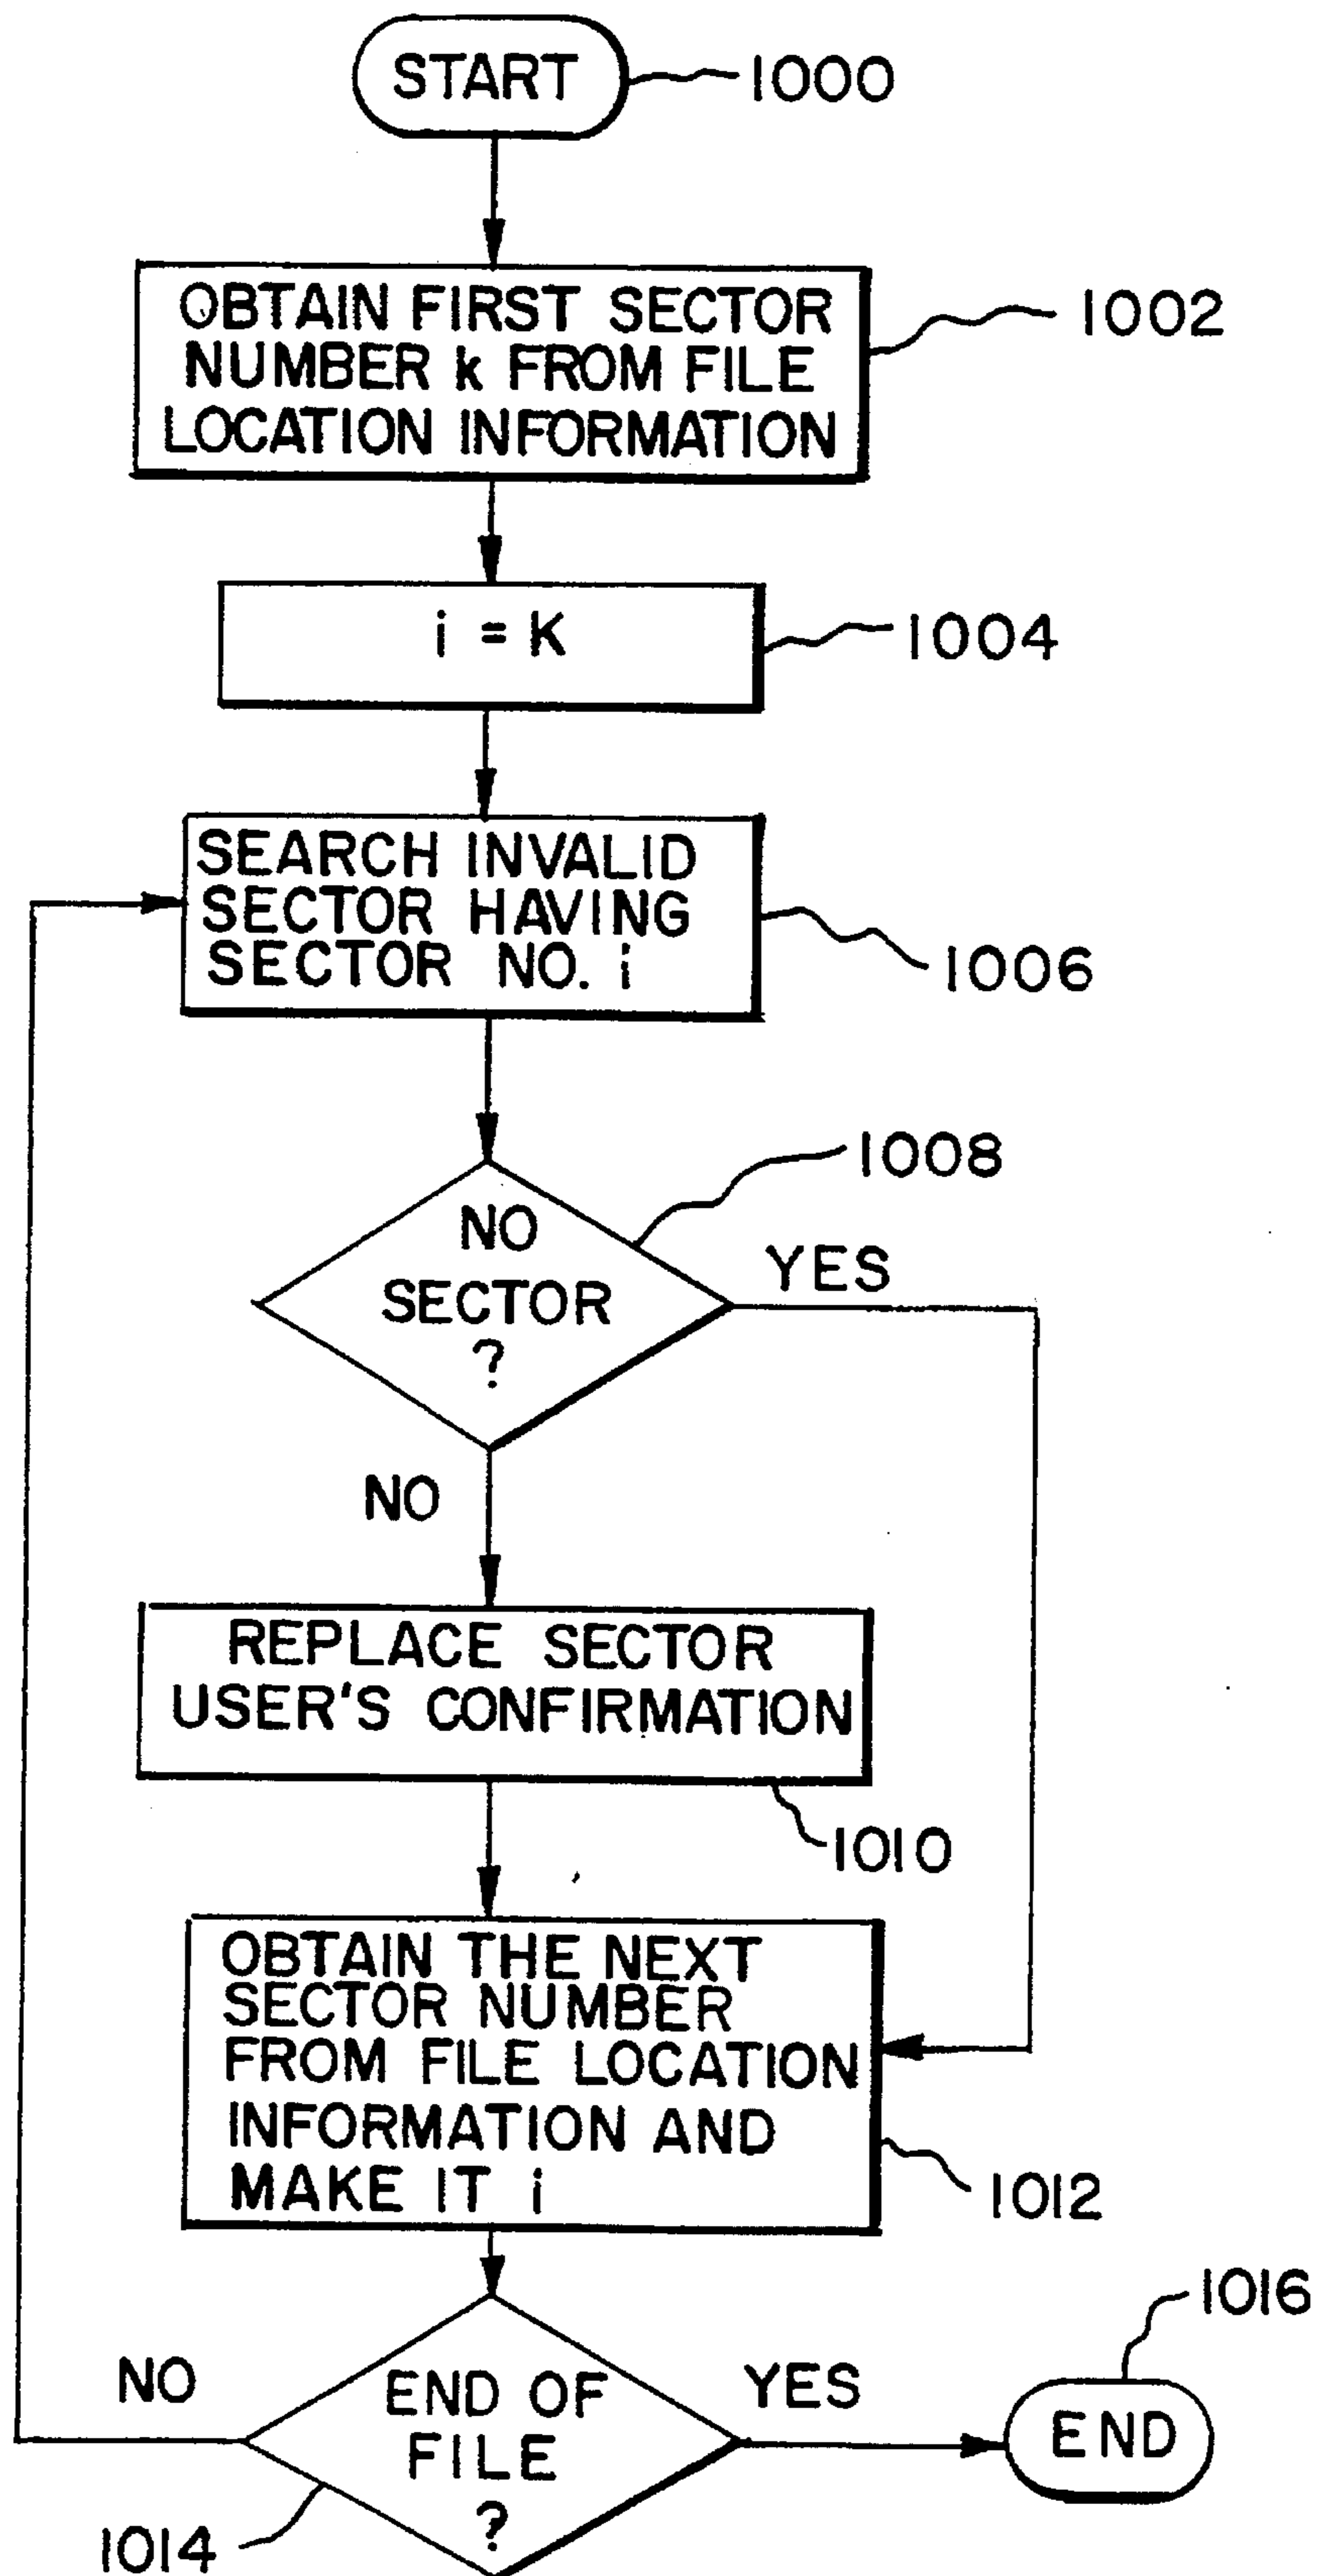 START
1000
OBTAIN FIRST SECTOR
NUMBER k FROM FILE
LOCATION INFORMATION
1002
i = K
1004
SEARCH INVALID
SECTOR HAVING
SECTOR NO. i
1006
NO
SECTOR
?
1008
YES
NO
REPLACE SECTOR
USER'S CONFIRMATION
1010
OBTAIN THE NEXT
SECTOR NUMBER
FROM FILE LOCATION
INFORMATION AND
MAKE IT i
1012
END OF
FILE
?
1014
NO
YES
END
1016